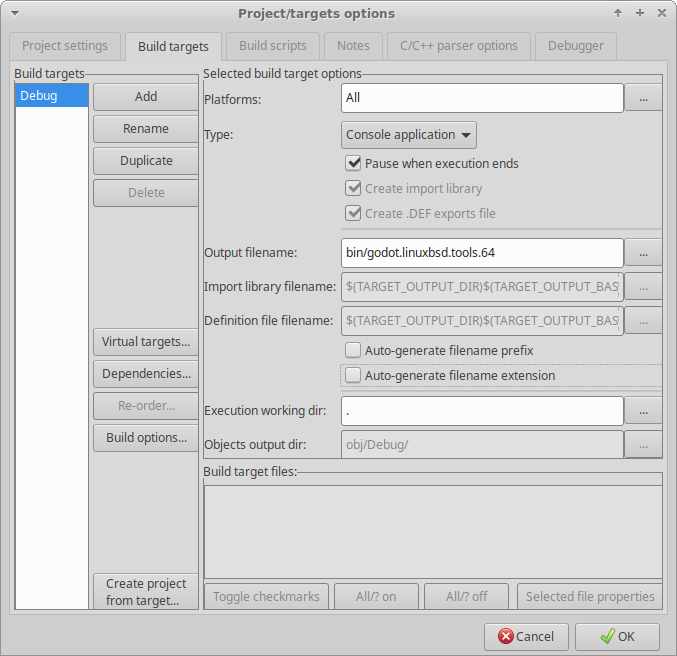 Project/targets options
Project settings
Build targets
Build scripts
Notes
C/C++ parser options
Debugger
Build targets
Debug
Add
Rename
Duplicate
Delete
Virtual targets...
Dependencies...
Re-order...
Build options...
Create project
from target...
Selected build target options
Platforms:
All
...
Type:
Console application
Pause when execution ends
Create import library
Create .DEF exports file
Output filename:
bin/godot.linuxbsd.tools.64
...
Import library filename:
$(TARGET_OUTPUT_DIR)$(TARGET_OUTPUT_BAS
...
Definition file filename:
$(TARGET_OUTPUT_DIR)$(TARGET_OUTPUT_BAS
...
Auto-generate filename prefix
Auto-generate filename extension
Execution working dir:
.
...
Objects output dir:
obj/Debug/
...
Build target files:
Toggle checkmarks
All/? on
All/? off
Selected file properties
Cancel
OK